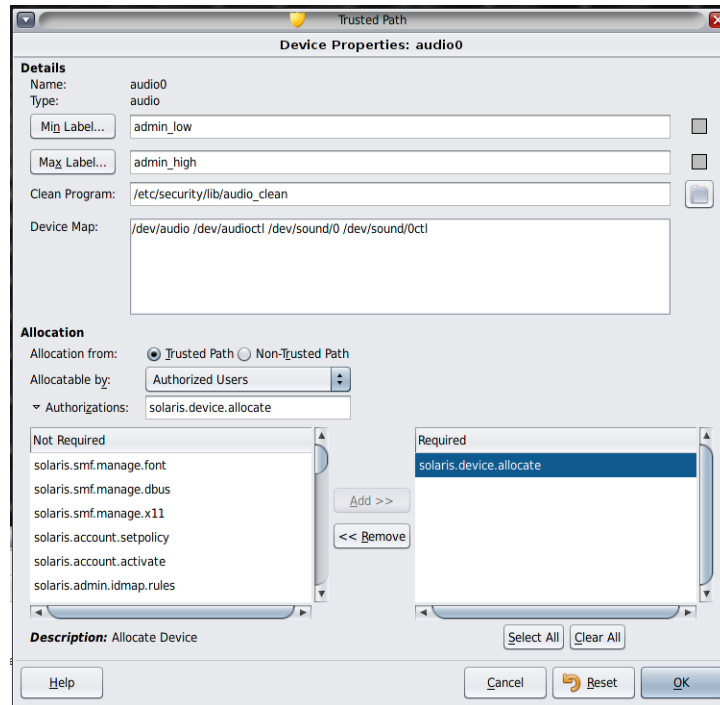 Trusted Path
Device Properties: audio0
Details
Name: audio0
Type: audio
Min Label... admin_low
Max Label... admin_high
Clean Program: /etc/security/lib/audio_clean
Device Map: /dev/audio /dev/audioctl /dev/sound/0 /dev/sound/0ctl
Allocation
Allocation from: Trusted Path Non-Trusted Path
Allocatable by: Authorized Users
Authorizations: solaris.device.allocate
Not Required
solaris.smf.manage.font
solaris.smf.manage.dbus
solaris.smf.manage.x11
solaris.account.setpolicy
solaris.account.activate
solaris.admin.idmap.rules
Add >>
<< Remove
Required
solaris.device.allocate
Description: Allocate Device
Select All Clear All
Help Cancel Reset OK